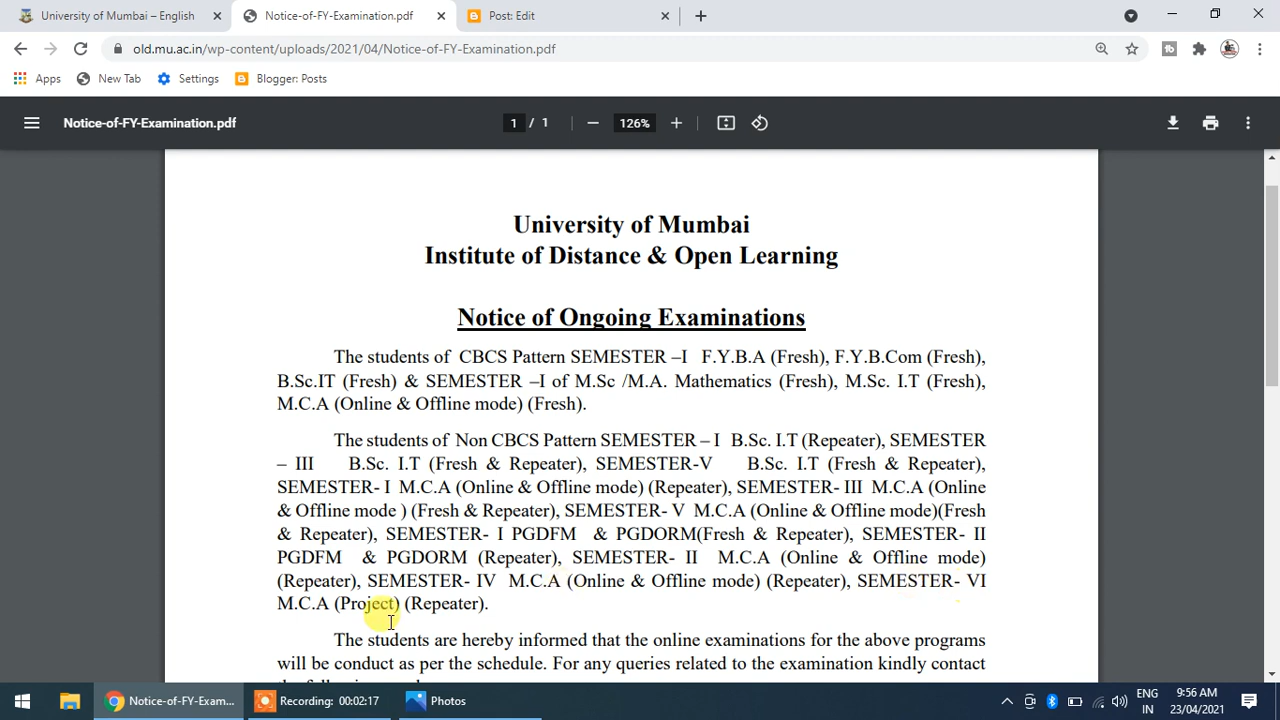 University of Mumbai – English
Notice-of-FY-Examination.pdf
Post: Edit
old.mu.ac.in/wp-content/uploads/2021/04/Notice-of-FY-Examination.pdf
Apps
New Tab
Settings
Blogger: Posts
Notice-of-FY-Examination.pdf
1 / 1
126%
University of Mumbai
Institute of Distance & Open Learning
Notice of Ongoing Examinations
The students of CBCS Pattern SEMESTER –I F.Y.B.A (Fresh), F.Y.B.Com (Fresh),
B.Sc.IT (Fresh) & SEMESTER –I of M.Sc /M.A. Mathematics (Fresh), M.Sc. I.T (Fresh),
M.C.A (Online & Offline mode) (Fresh).
The students of Non CBCS Pattern SEMESTER – I B.Sc. I.T (Repeater), SEMESTER
– III B.Sc. I.T (Fresh & Repeater), SEMESTER-V B.Sc. I.T (Fresh & Repeater),
SEMESTER- I M.C.A (Online & Offline mode) (Repeater), SEMESTER- III M.C.A (Online
& Offline mode ) (Fresh & Repeater), SEMESTER- V M.C.A (Online & Offline mode)(Fresh
& Repeater), SEMESTER- I PGDFM & PGDORM(Fresh & Repeater), SEMESTER- II
PGDFM & PGDORM (Repeater), SEMESTER- II M.C.A (Online & Offline mode)
(Repeater), SEMESTER- IV M.C.A (Online & Offline mode) (Repeater), SEMESTER- VI
M.C.A (Project) (Repeater).
The students are hereby informed that the online examinations for the above programs
will be conduct as per the schedule. For any queries related to the examination kindly contact
Notice-of-FY-Exam...
Recording: 00:02:17
Photos
ENG
IN
9:56 AM
23/04/2021